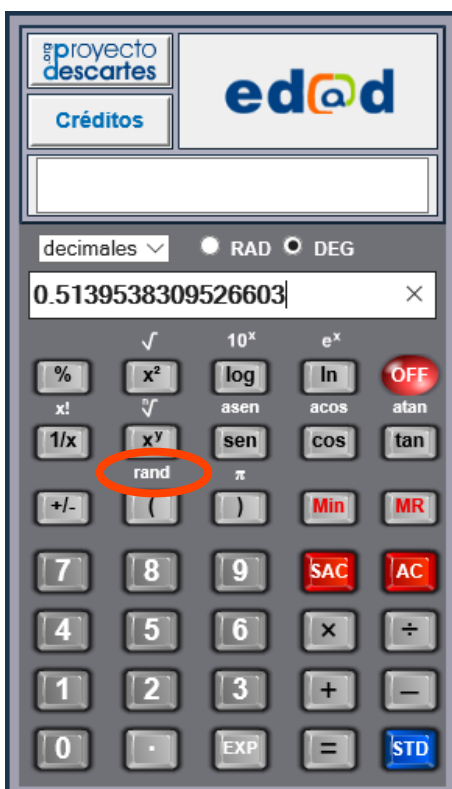 .org proyecto
descartes
Créditos
ed@d
decimales
RAD DEG
0.5139538309526603 ×
√ 10ˣ eˣ
% x² log ln OFF
x! ⁿ√ asen acos atan
1/x xʸ sen cos tan
rand π
+/- ( ) Min MR
7 8 9 SAC AC
4 5 6 × ÷
1 2 3 + −
0 · EXP = STD